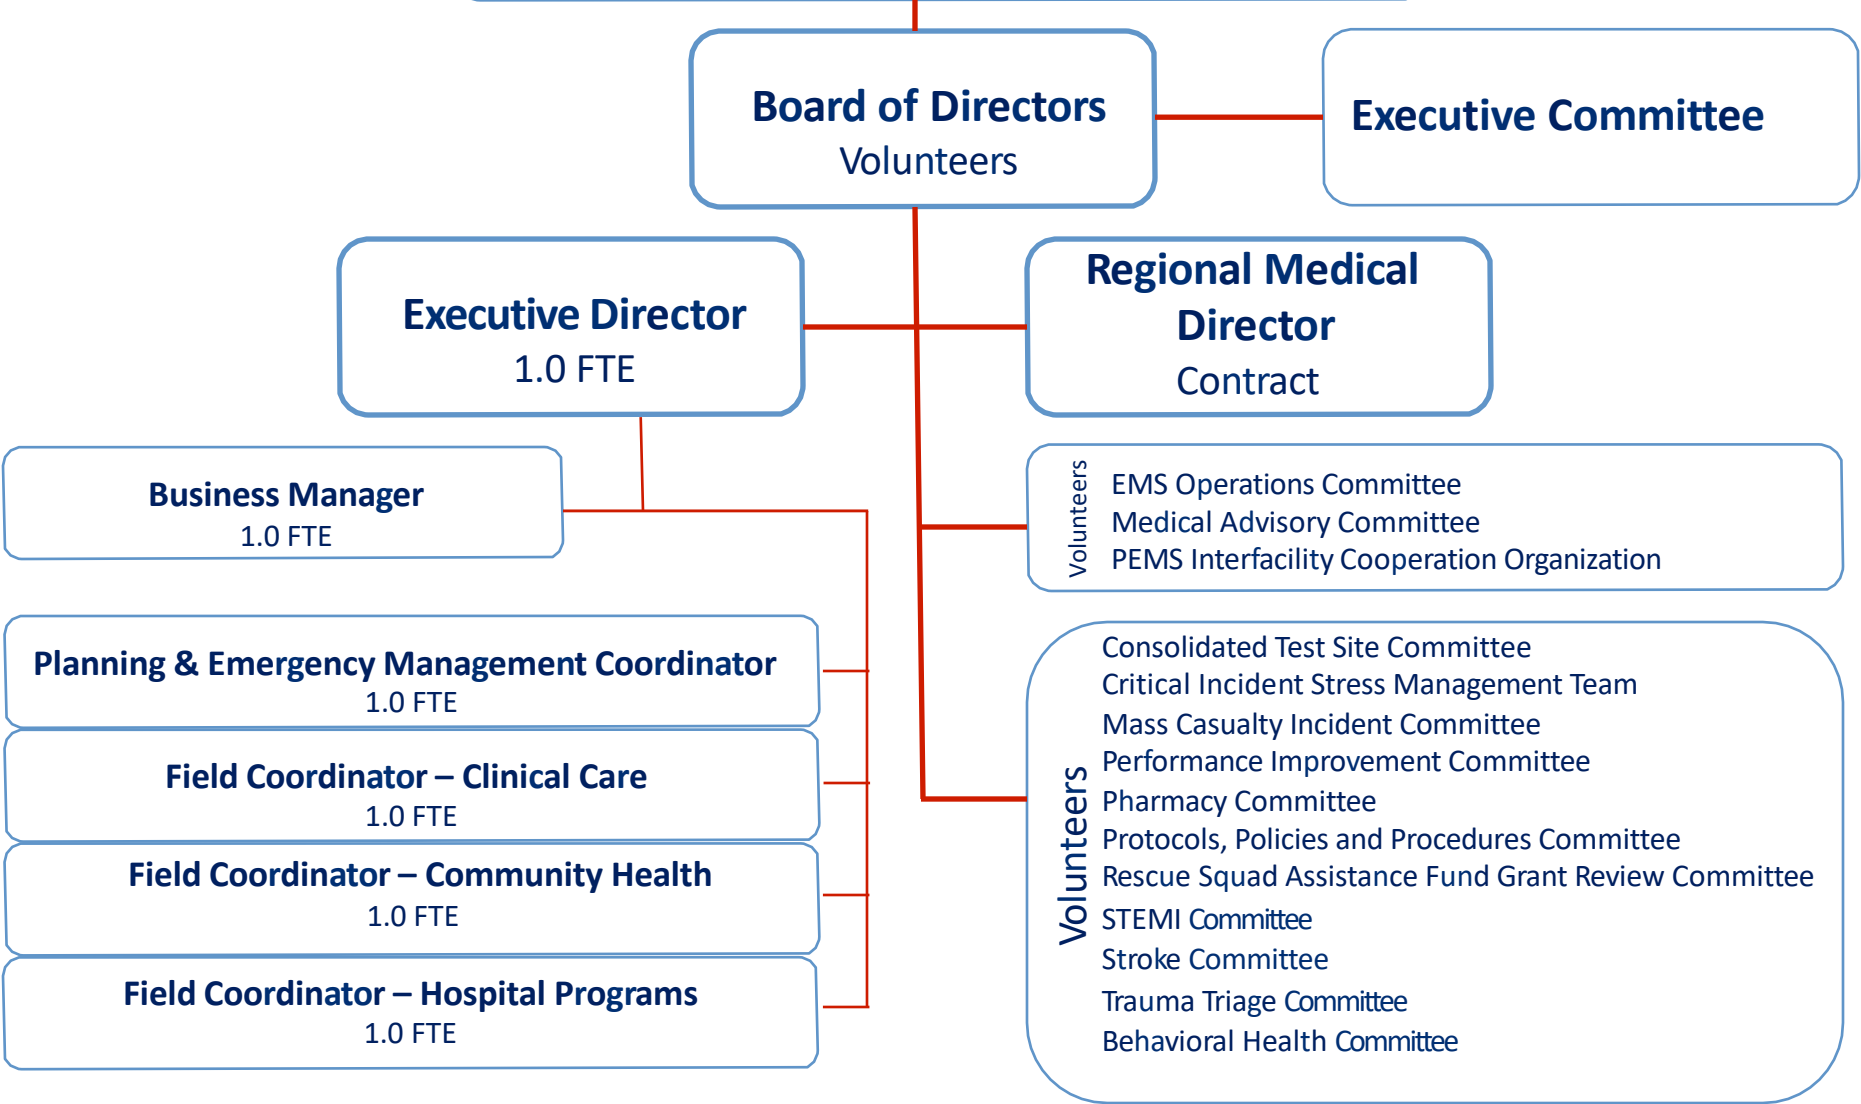 Board of Directors
Volunteers
Executive Committee
Executive Director
1.0 FTE
Regional Medical
Director
Contract
Business Manager
1.0 FTE
Volunteers
EMS Operations Committee
Medical Advisory Committee
PEMS Interfacility Cooperation Organization
Planning & Emergency Management Coordinator
1.0 FTE
Field Coordinator – Clinical Care
1.0 FTE
Field Coordinator – Community Health
1.0 FTE
Field Coordinator – Hospital Programs
1.0 FTE
Volunteers
Consolidated Test Site Committee
Critical Incident Stress Management Team
Mass Casualty Incident Committee
Performance Improvement Committee
Pharmacy Committee
Protocols, Policies and Procedures Committee
Rescue Squad Assistance Fund Grant Review Committee
STEMI Committee
Stroke Committee
Trauma Triage Committee
Behavioral Health Committee